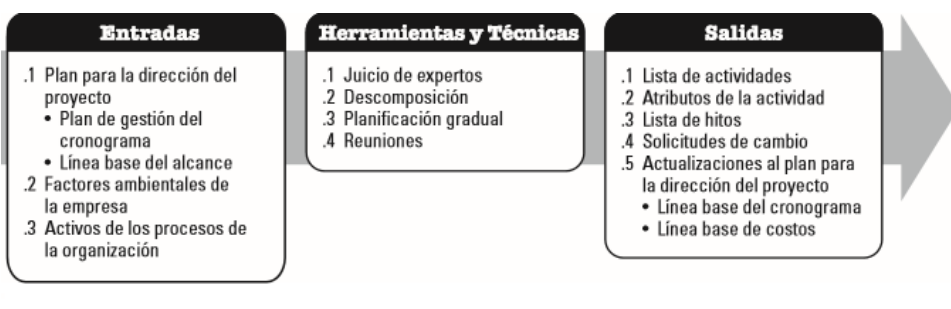 Entradas
.1 Plan para la dirección del
proyecto
• Plan de gestión del
cronograma
• Línea base del alcance
.2 Factores ambientales de
la empresa
.3 Activos de los procesos de
la organización
Herramientas y Técnicas
.1 Juicio de expertos
.2 Descomposición
.3 Planificación gradual
.4 Reuniones
Salidas
.1 Lista de actividades
.2 Atributos de la actividad
.3 Lista de hitos
.4 Solicitudes de cambio
.5 Actualizaciones al plan para
la dirección del proyecto
• Línea base del cronograma
• Línea base de costos